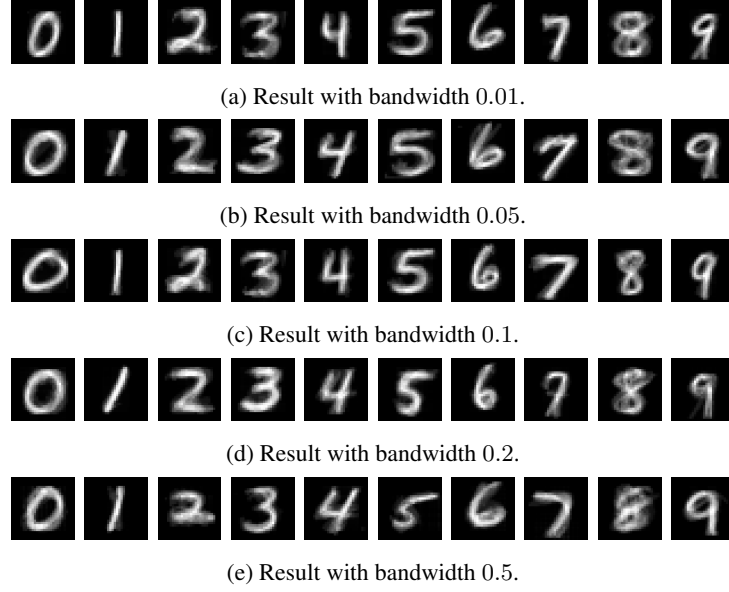 0 1 2 3 4 5 6 7 8 9
(a) Result with bandwidth 0.01.
0 1 2 3 4 5 6 7 8 9
(b) Result with bandwidth 0.05.
0 1 2 3 4 5 6 7 8 9
(c) Result with bandwidth 0.1.
0 1 2 3 4 5 6 9 8 9
(d) Result with bandwidth 0.2.
0 1 2 3 4 5 6 7 8 9
(e) Result with bandwidth 0.5.